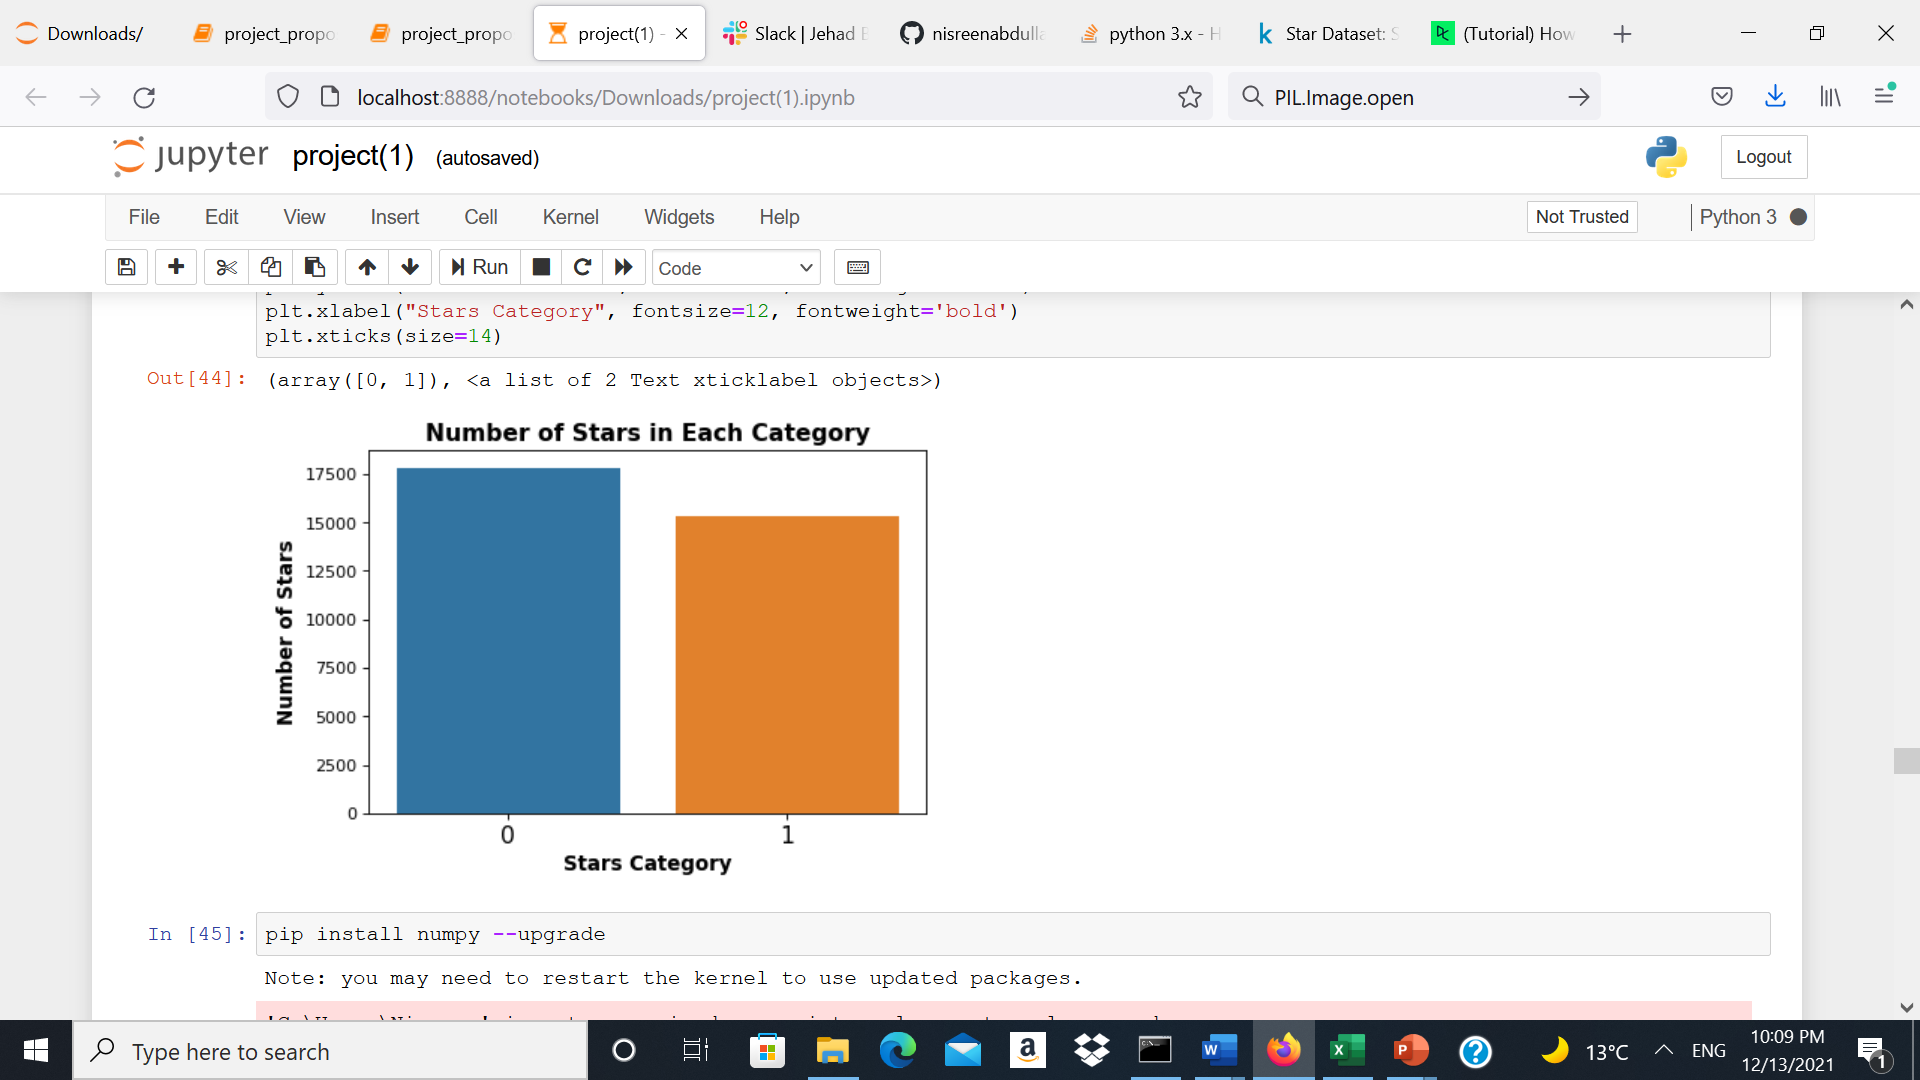 Downloads/
project_propo
project_propo
project(1) -
Slack | Jehad E
nisreenabdulla
python 3.x - H
Star Dataset: S
(Tutorial) How
localhost:8888/notebooks/Downloads/project(1).ipynb
PIL.Image.open
jupyter project(1) (autosaved)
Logout
File Edit View Insert Cell Kernel Widgets Help
Not Trusted
Python 3
Run
Code
plt.xlabel("Stars Category", fontsize=12, fontweight='bold')
plt.xticks(size=14)
Out[44]: (array([0, 1]), <a list of 2 Text xticklabel objects>)
Number of Stars in Each Category
17500
15000
12500
10000
7500
5000
2500
0
Number of Stars
0 1
Stars Category
In [45]: pip install numpy --upgrade
Note: you may need to restart the kernel to use updated packages.
Type here to search
13°C
ENG
10:09 PM
12/13/2021
1